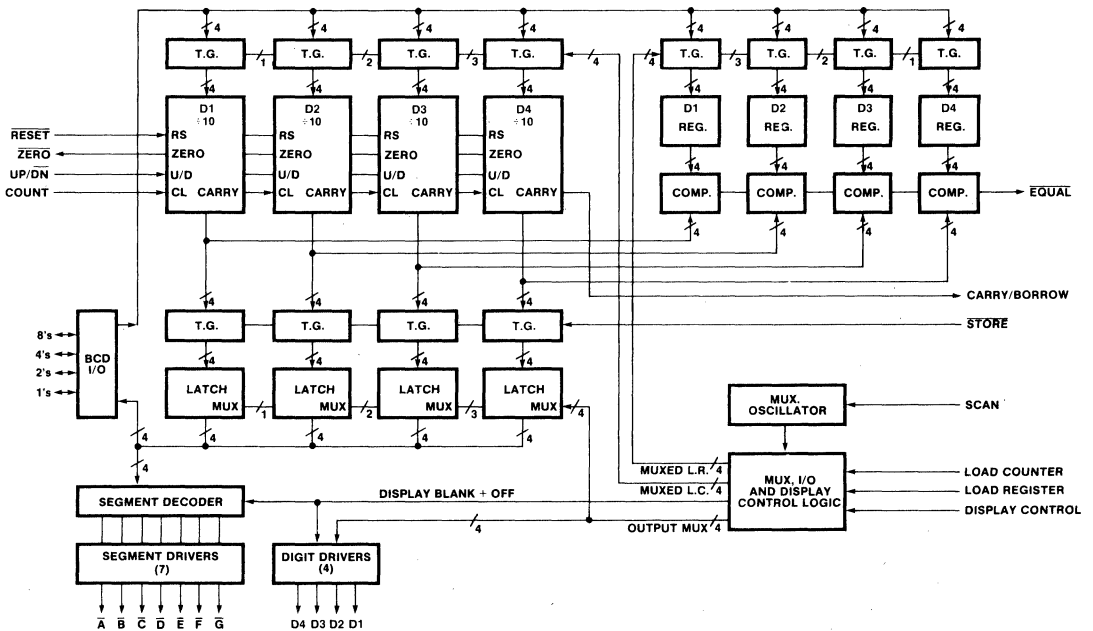 4 4 4 4 4 4 4 4
T.G. 1 T.G. 2 T.G. 3 T.G. 4 4 T.G. 3 T.G. 2 T.G. 1 T.G.
4 4 4 4 4 4 4 4
D1 ÷10 D2 ÷10 D3 ÷10 D4 ÷10
D1 REG. D2 REG. D3 REG. D4 REG.
R̅E̅S̅E̅T̅ RS RS RS RS
Z̅E̅R̅O̅ ZERO ZERO ZERO ZERO
UP/D̅N̅ U/D U/D U/D U/D
COUNT CL CARRY CL CARRY CL CARRY CL CARRY
4 4 4 4
COMP. COMP. COMP. COMP. E̅Q̅U̅A̅L̅
4 4 4 4
4 4 4 4
CARRY/BORROW
T.G. T.G. T.G. T.G. S̅T̅O̅R̅E̅
8's
4's
2's
1's
BCD
I/O
4 4 4 4
LATCH LATCH LATCH LATCH
MUX 1 MUX 2 MUX 3 MUX 4
4 4 4 4 4
4
MUX.
OSCILLATOR
SCAN
MUXED L.R. 4
MUXED L.C. 4
OUTPUT MUX 4
MUX, I/O
AND DISPLAY
CONTROL LOGIC
LOAD COUNTER
LOAD REGISTER
DISPLAY CONTROL
SEGMENT DECODER
DISPLAY BLANK + OFF
4
SEGMENT DRIVERS
(7)
DIGIT DRIVERS
(4)
A̅ B̅ C̅ D̅ E̅ F̅ G̅
D4 D3 D2 D1